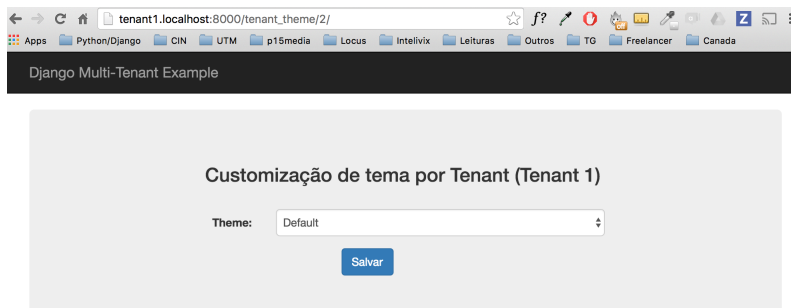 tenant1.localhost:8000/tenant_theme/2/ f?
Apps Python/Django CIN UTM p15media Locus Intelivix Leituras Outros TG Freelancer Canada
Django Multi-Tenant Example
Customização de tema por Tenant (Tenant 1)
Theme: Default
Salvar